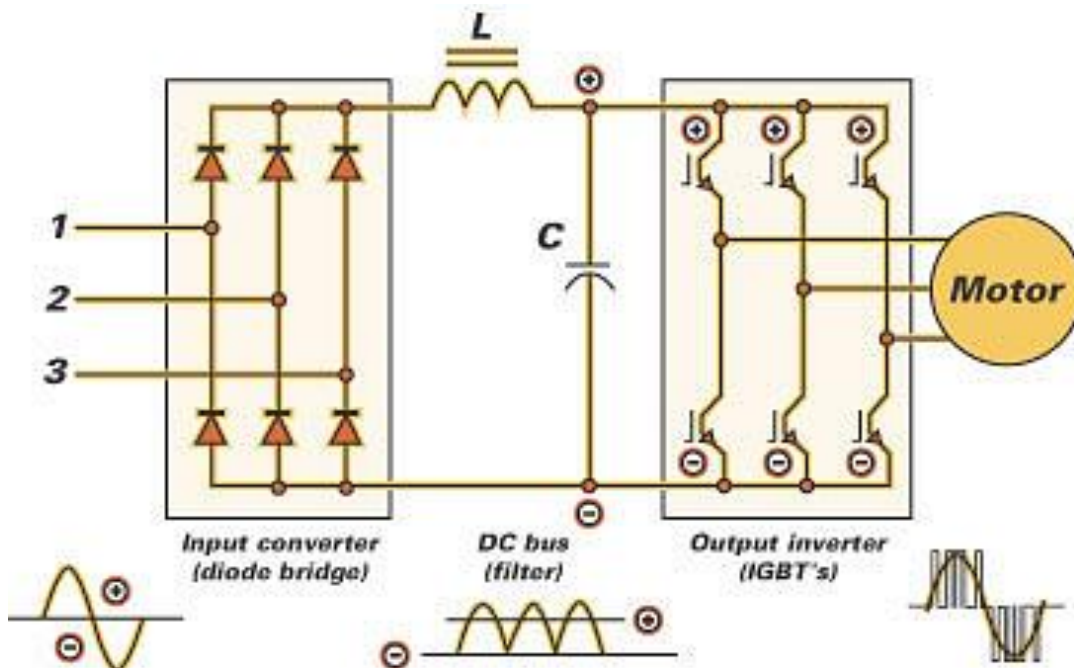 L
1
2
3
C
Motor
Input converter
(diode bridge)
DC bus
(filter)
Output inverter
(IGBT's)